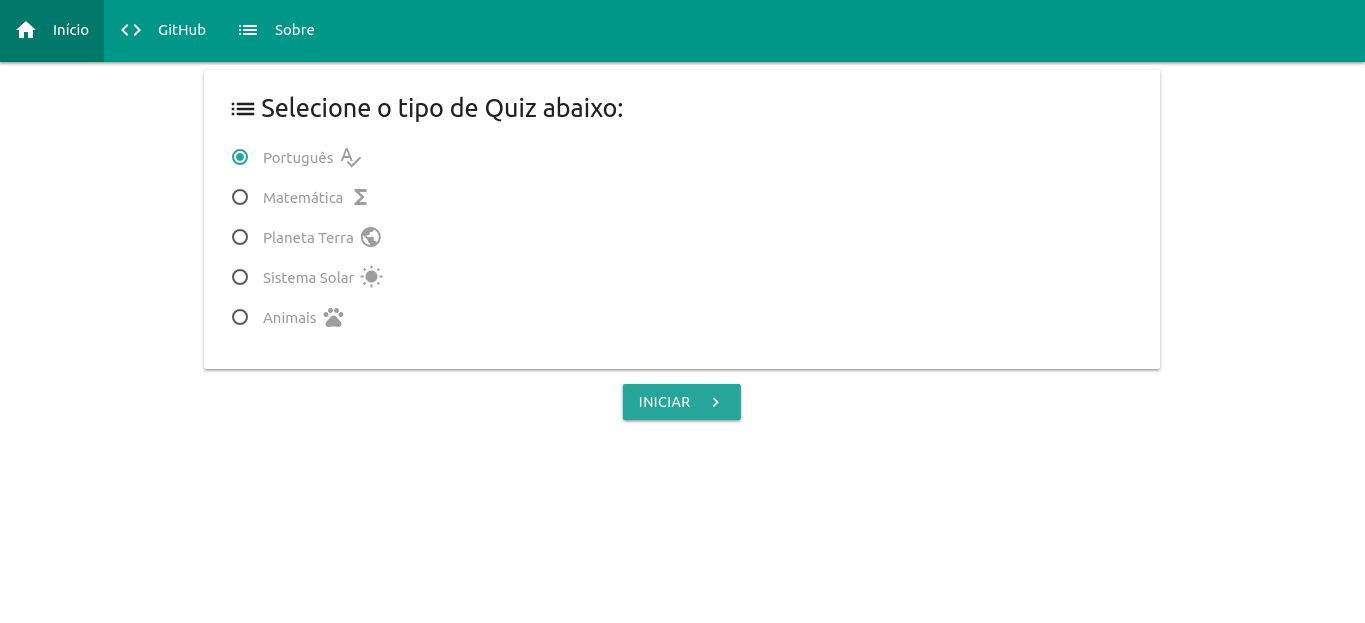 Início GitHub Sobre
Selecione o tipo de Quiz abaixo:
Português
Matemática
Planeta Terra
Sistema Solar
Animais
INICIAR